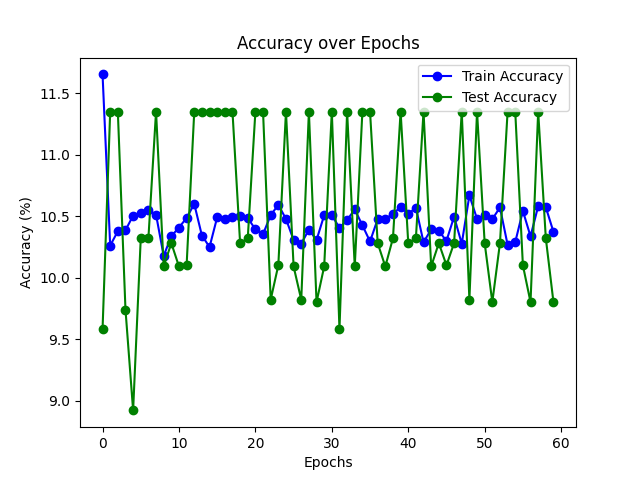 Accuracy over Epochs
Train Accuracy
Test Accuracy
Accuracy (%)
11.5
11.0
10.5
10.0
9.5
9.0
0 10 20 30 40 50 60
Epochs